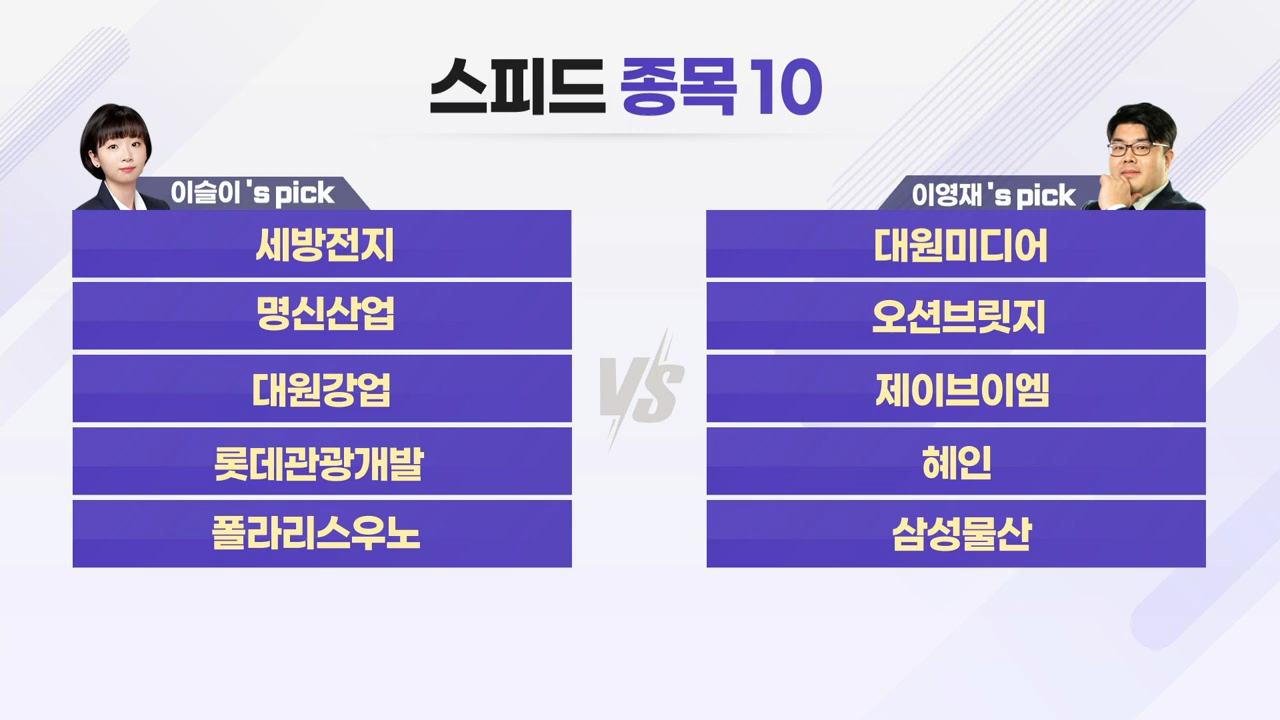 스피드 종목 10
이슬이 's pick
세방전지
명신산업
대원강업
롯데관광개발
폴라리스우노
VS
이영재 's pick
대원미디어
오션브릿지
제이브이엠
혜인
삼성물산